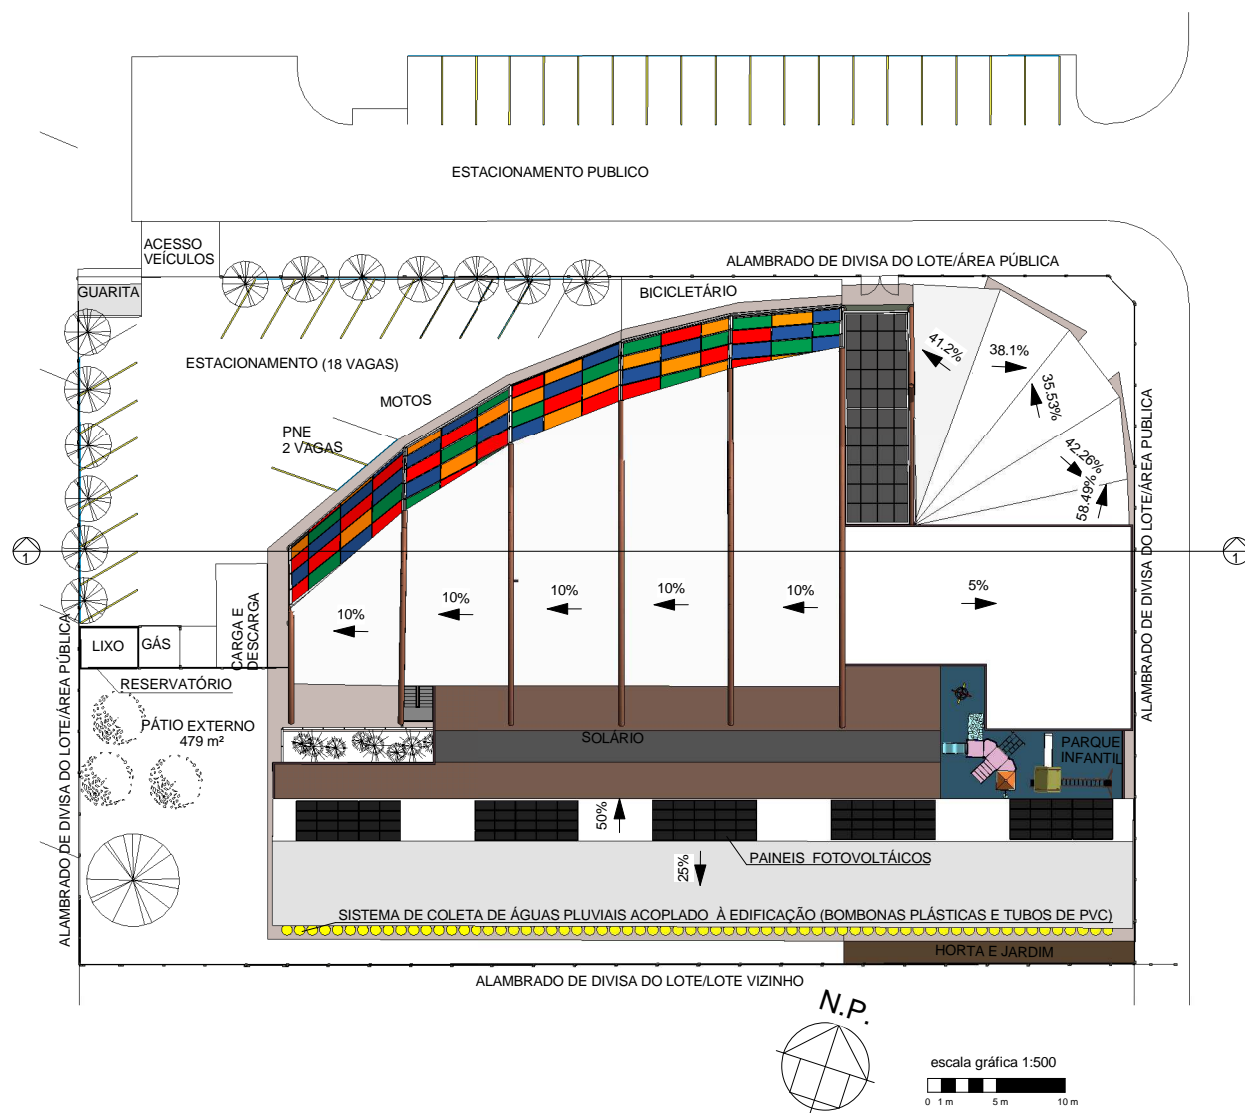 ESTACIONAMENTO PUBLICO
ACESSO
VEÍCULOS
ALAMBRADO DE DIVISA DO LOTE/ÁREA PÚBLICA
GUARITA
BICICLETÁRIO
ESTACIONAMENTO (18 VAGAS)
MOTOS
PNE
2 VAGAS
41.2%
38.1%
35.53%
42.26%
58.49%
ALAMBRADO DE DIVISA DO LOTE/ÁREA PÚBLICA
1
1
10%
10%
10%
10%
10%
5%
CARGA E
DESCARGA
LIXO
GÁS
RESERVATÓRIO
PÁTIO EXTERNO
479 m²
ALAMBRADO DE DIVISA DO LOTE/ÁREA PÚBLICA
SOLÁRIO
PARQUE
INFANTIL
50%
25%
PAINEIS FOTOVOLTÁICOS
SISTEMA DE COLETA DE ÁGUAS PLUVIAIS ACOPLADO À EDIFICAÇÃO (BOMBONAS PLÁSTICAS E TUBOS DE PVC)
HORTA E JARDIM
ALAMBRADO DE DIVISA DO LOTE/LOTE VIZINHO
N.P.
escala gráfica 1:500
0 1 m 5 m 10 m